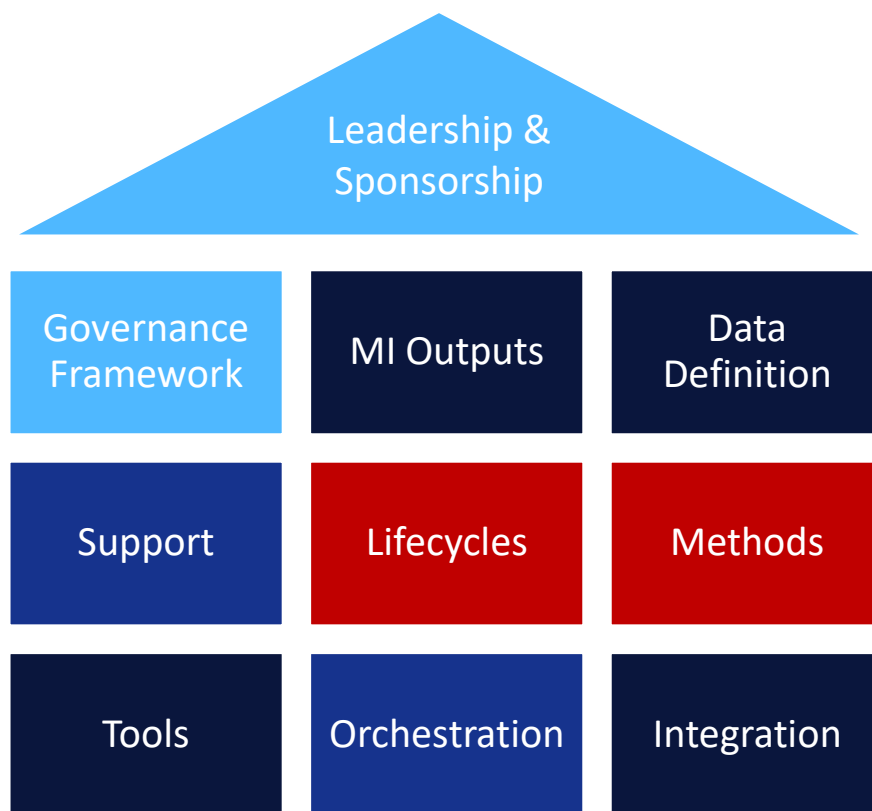 Leadership &
Sponsorship
Governance
Framework
MI Outputs
Data
Definition
Support
Lifecycles
Methods
Tools
Orchestration
Integration